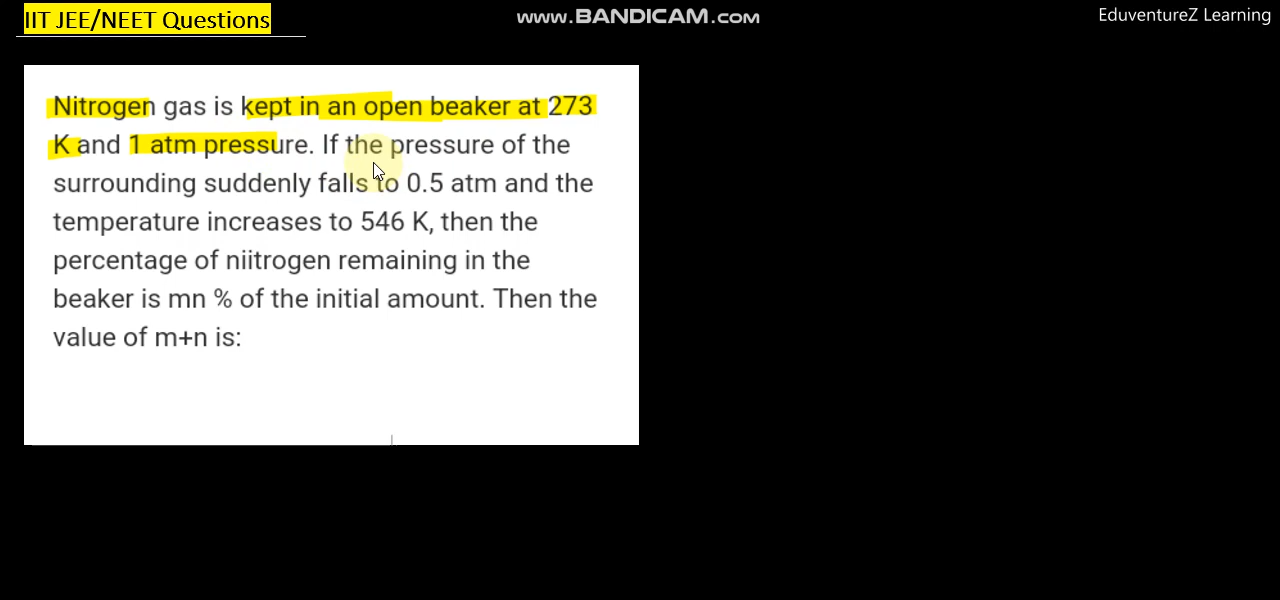 IIT JEE/NEET Questions
www.BANDICAM.com
EduventureZ Learning
Nitrogen gas is kept in an open beaker at 273
K and 1 atm pressure. If the pressure of the
surrounding suddenly falls to 0.5 atm and the
temperature increases to 546 K, then the
percentage of niitrogen remaining in the
beaker is mn % of the initial amount. Then the
value of m+n is: